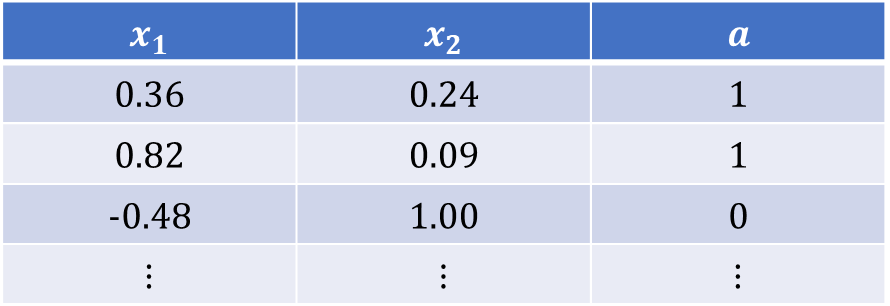 x₁ x₂ a
0.36 0.24 1
0.82 0.09 1
-0.48 1.00 0
⋮ ⋮ ⋮